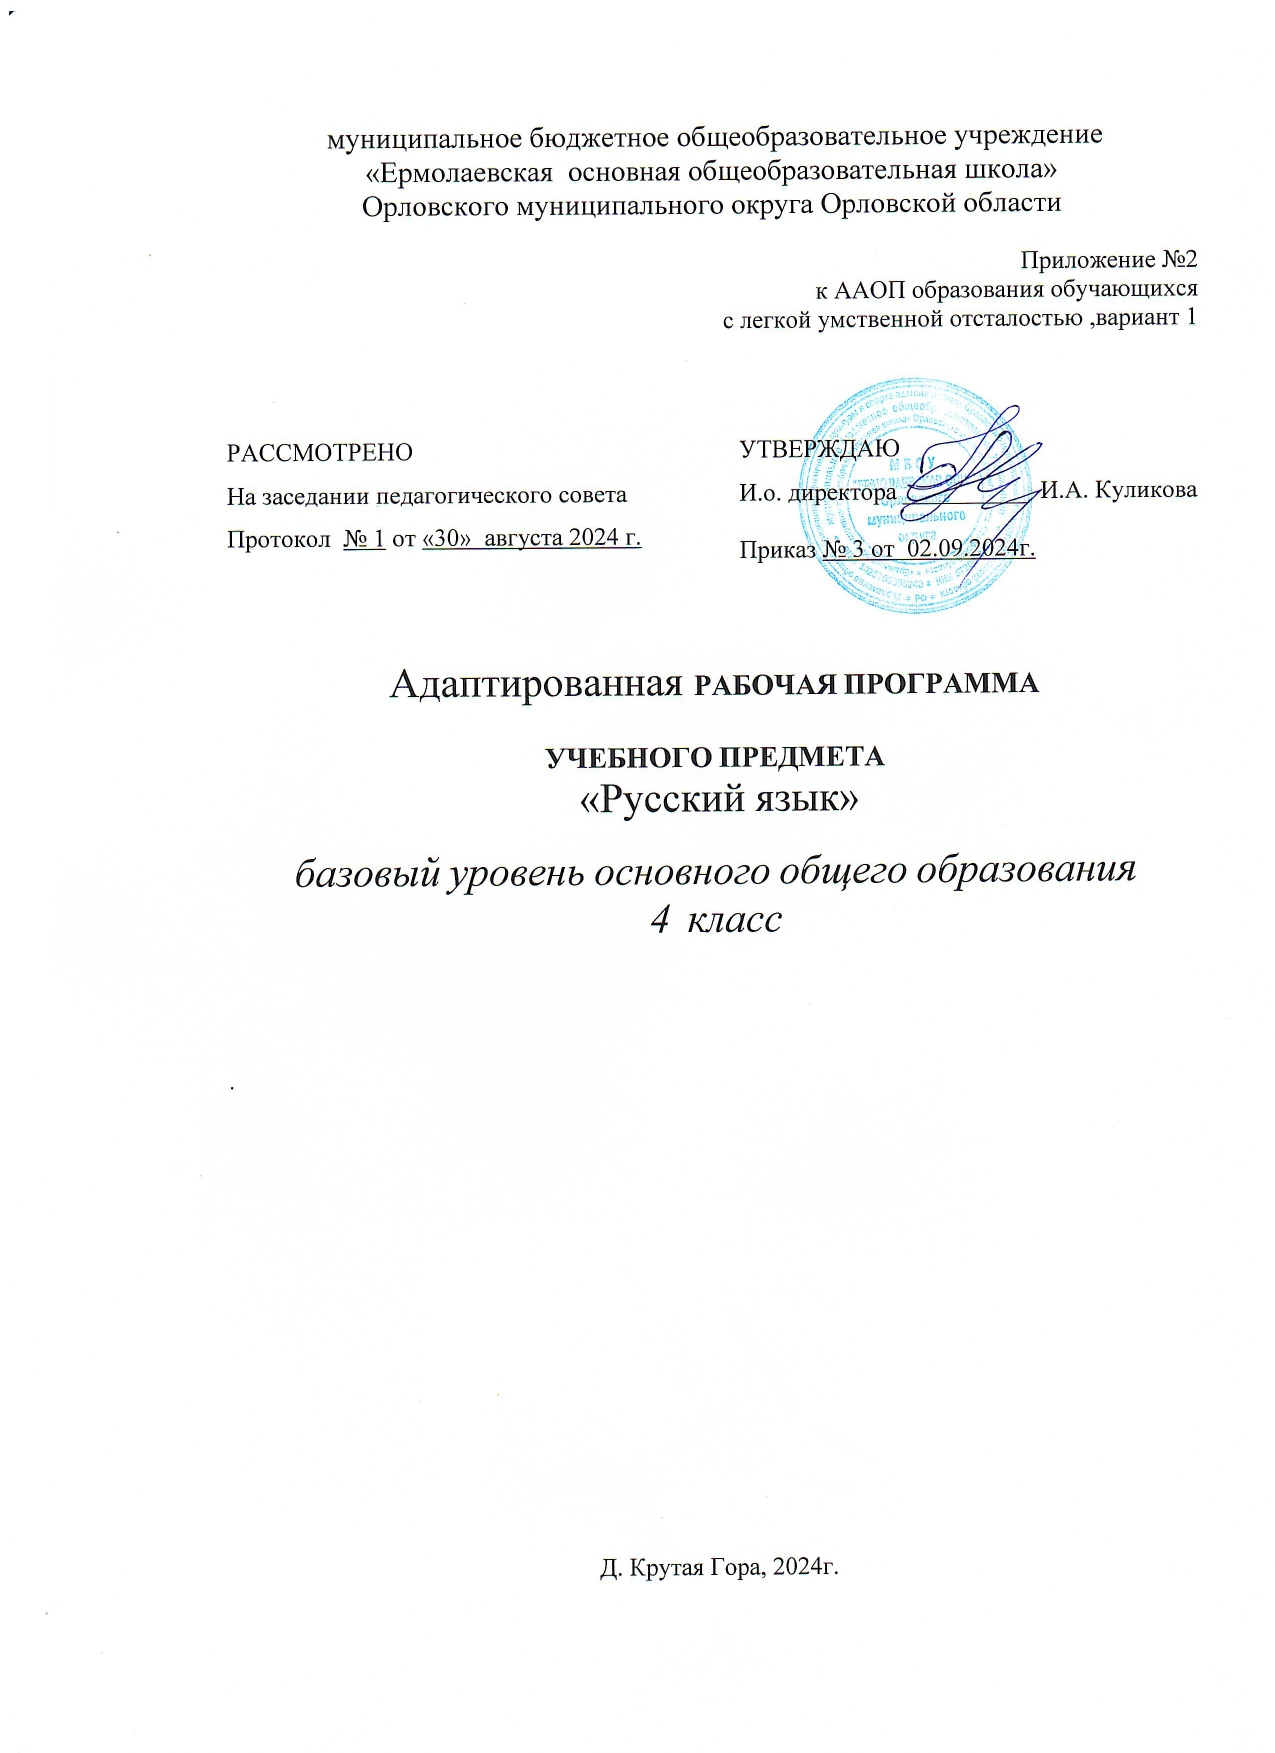 муниципальное бюджетное общеобразовательное учреждение
«Ермолаевская основная общеобразовательная школа»
Орловского муниципального округа Орловской области
Приложение №2
к ААОП образования обучающихся
с легкой умственной отсталостью ,вариант 1
РАССМОТРЕНО
На заседании педагогического совета
Протокол № 1 от «30» августа 2024 г.
УТВЕРЖДАЮ
И.о. директора И.А. Куликова
Приказ № 3 от 02.09.2024г.
МБОУ
муниципального
округа
Адаптированная РАБОЧАЯ ПРОГРАММА
УЧЕБНОГО ПРЕДМЕТА
«Русский язык»
базовый уровень основного общего образования
4 класс
Д. Крутая Гора, 2024г.